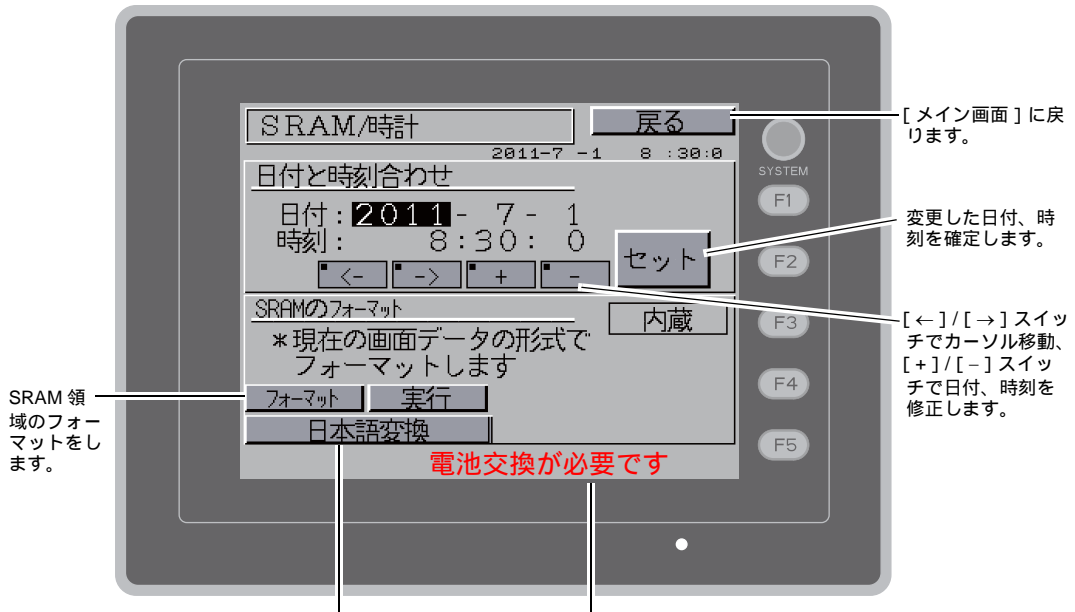 SRAM/時計
戻る
2011-7 -1 8 :30:0
日付と時刻合わせ
日付:2011- 7- 1
時刻: 8:30: 0
<- -> + -
セット
SRAMのフォーマット
内蔵
*現在の画面データの形式で
フォーマットします
フォーマット 実行
日本語変換
電池交換が必要です
SYSTEM
F1
F2
F3
F4
F5
[ メイン画面 ] に戻
ります。
変更した日付、時
刻を確定します。
[ ← ] / [ → ] スイッ
チでカーソル移動、
[ + ] / [ − ] スイッ
チで日付、時刻を
修正します。
SRAM 領
域のフォー
マットをし
ます。